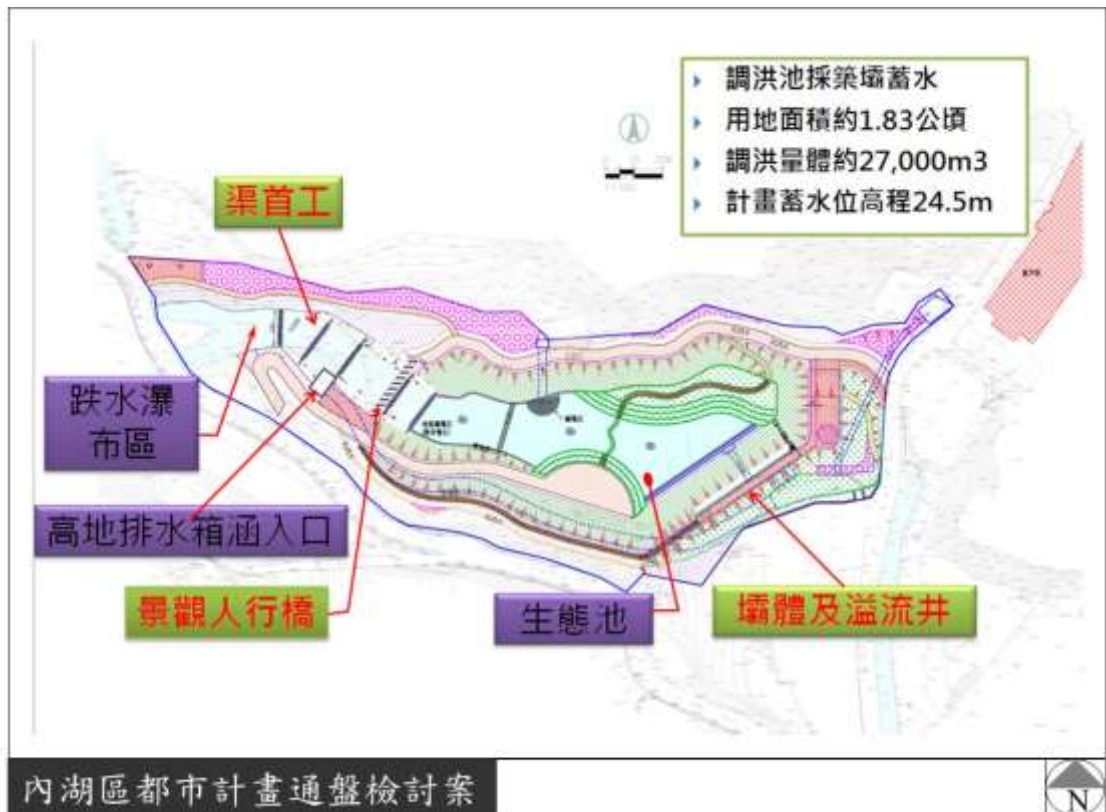 調洪池採築壩蓄水
用地面積約1.83公頃
調洪量體約27,000m3
計畫蓄水位高程24.5m
渠首工
跌水瀑
布區
高地排水箱涵入口
景觀人行橋
生態池
壩體及溢流井
內湖區都市計畫通盤檢討案
N